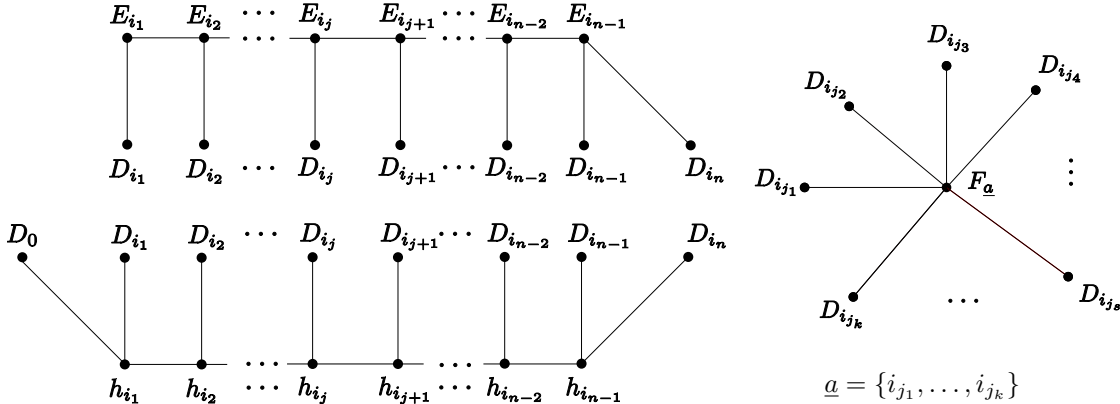 E_{i_1} E_{i_2} ··· E_{i_j} E_{i_{j+1}} ··· E_{i_{n-2}} E_{i_{n-1}}
··· ···
D_{i_1} D_{i_2} ··· D_{i_j} D_{i_{j+1}} ··· D_{i_{n-2}} D_{i_{n-1}} D_{i_n}
D_0 D_{i_1} D_{i_2} ··· D_{i_j} D_{i_{j+1}} ··· D_{i_{n-2}} D_{i_{n-1}} D_{i_n}
··· ···
h_{i_1} h_{i_2} ··· h_{i_j} h_{i_{j+1}} ··· h_{i_{n-2}} h_{i_{n-1}}
D_{i_{j_3}}
D_{i_{j_2}} D_{i_{j_4}}
D_{i_{j_1}} F_{\underline{a}} ⋮
D_{i_{j_k}} ··· D_{i_{j_s}}
\underline{a} = {i_{j_1}, . . . , i_{j_k}}